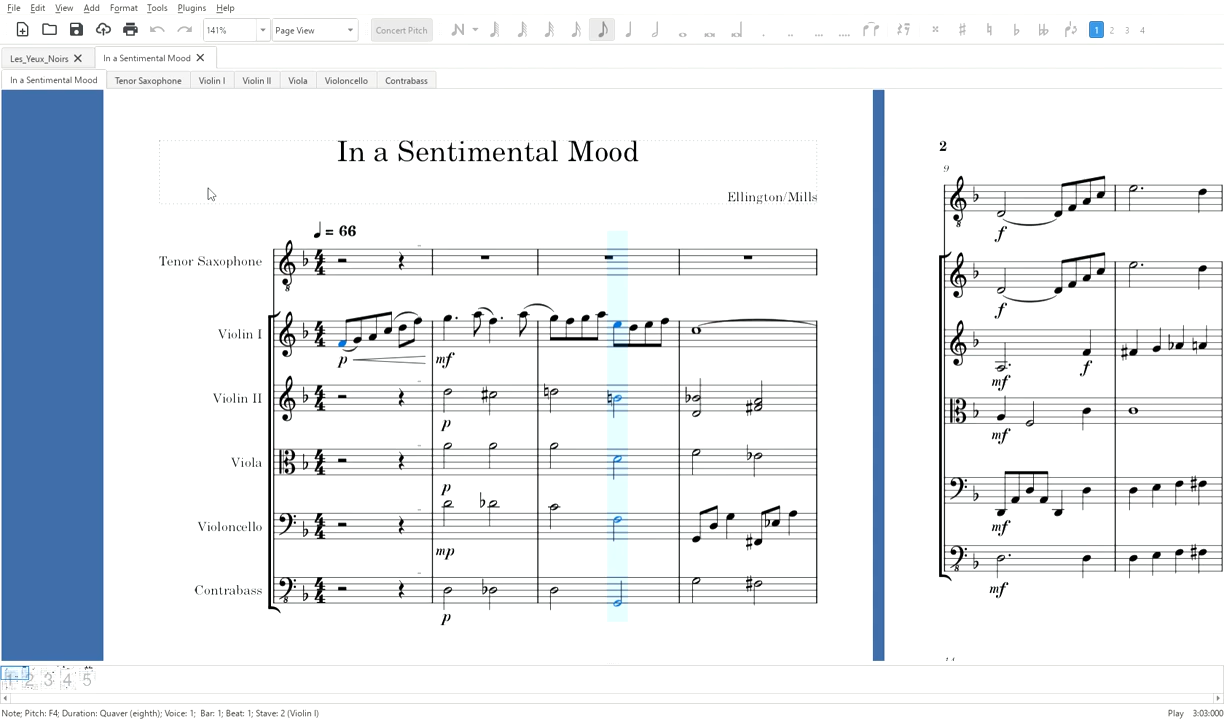 File Edit View Add Format Tools Plugins Help
141% Page View Concert Pitch 1 2 3 4
Les_Yeux_Noirs In a Sentimental Mood
In a Sentimental Mood Tenor Saxophone Violin I Violin II Viola Violoncello Contrabass
In a Sentimental Mood
Ellington/Mills
= 66
Tenor Saxophone
Violin I
p mf
Violin II
p
Viola
p
Violoncello
mp
Contrabass
p
2
9
f
f
mf f
mf
mf
mf
1 2 3 4 5
Note; Pitch: F4; Duration: Quaver (eighth); Voice: 1; Bar: 1; Beat: 1; Stave: 2 (Violin I) Play 3:03:000